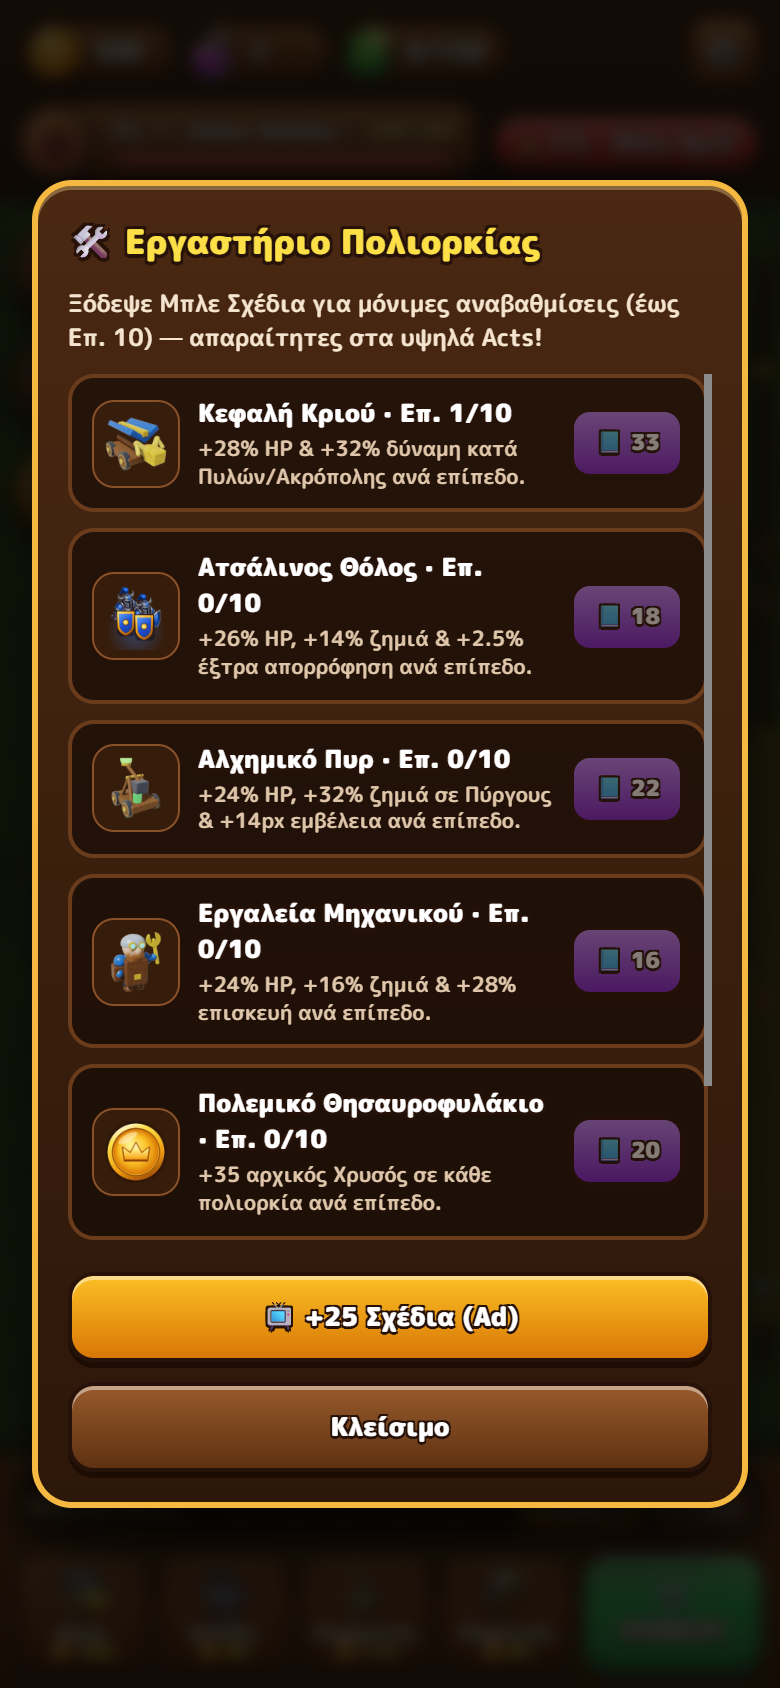 Εργαστήριο Πολιορκίας
Ξόδεψε Μπλε Σχέδια για μόνιμες αναβαθμίσεις (έως
Επ. 10) — απαραίτητες στα υψηλά Acts!
Κεφαλή Κριού · Επ. 1/10
+28% HP & +32% δύναμη κατά
Πυλών/Ακρόπολης ανά επίπεδο.
33
Ατσάλινος Θόλος · Επ.
0/10
+26% HP, +14% ζημιά & +2.5%
έξτρα απορρόφηση ανά επίπεδο.
18
Αλχημικό Πυρ · Επ. 0/10
+24% HP, +32% ζημιά σε Πύργους
& +14px εμβέλεια ανά επίπεδο.
22
Εργαλεία Μηχανικού · Επ.
0/10
+24% HP, +16% ζημιά & +28%
επισκευή ανά επίπεδο.
16
Πολεμικό Θησαυροφυλάκιο
· Επ. 0/10
+35 αρχικός Χρυσός σε κάθε
πολιορκία ανά επίπεδο.
20
+25 Σχέδια (Ad)
Κλείσιμο